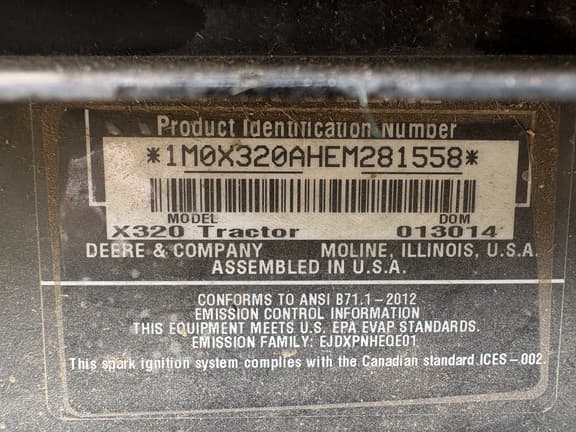 Product Identification Number
*1M0X320AHEM281558*
MODEL DOM
X320 Tractor 013014
DEERE & COMPANY MOLINE, ILLINOIS, U.S.A.
ASSEMBLED IN U.S.A.
CONFORMS TO ANSI B71.1-2012
EMISSION CONTROL INFORMATION
THIS EQUIPMENT MEETS U.S. EPA EVAP STANDARDS.
EMISSION FAMILY: EJDXPNHEQE01
This spark ignition system complies with the Canadian standard ICES-002.